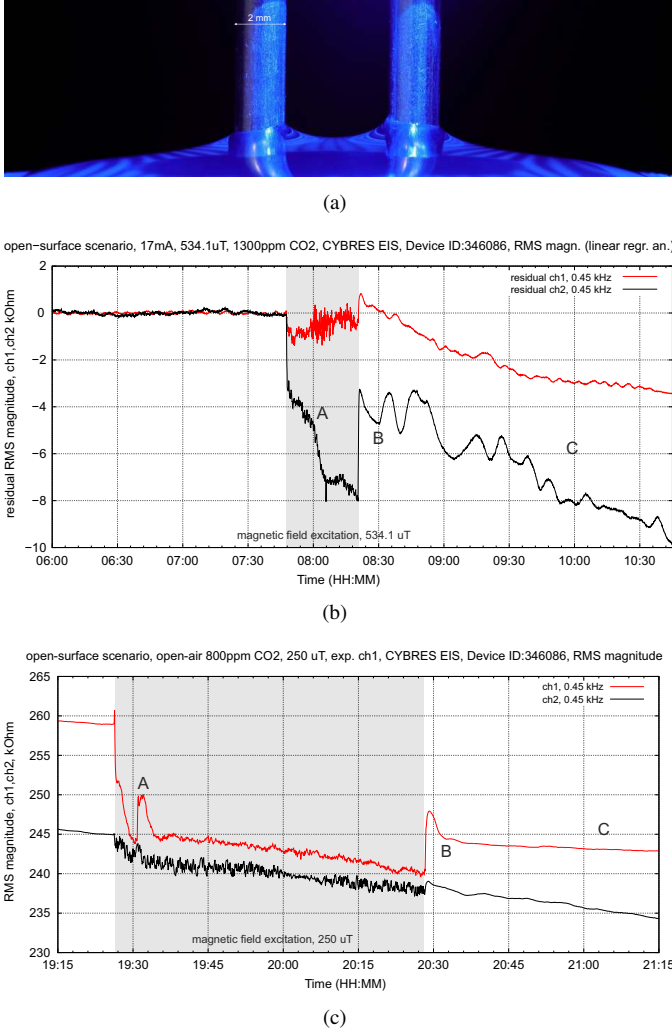 2 mm
(a)
open−surface scenario, 17mA, 534.1uT, 1300ppm CO2, CYBRES EIS, Device ID:346086, RMS magn. (linear regr. an.)
residual RMS magnitude, ch1,ch2 kOhm
2
0
−2
−4
−6
−8
−10
residual ch1, 0.45 kHz
residual ch2, 0.45 kHz
A
B
C
magnetic field excitation, 534.1 uT
06:00 06:30 07:00 07:30 08:00 08:30 09:00 09:30 10:00 10:30
Time (HH:MM)
(b)
open-surface scenario, open-air 800ppm CO2, 250 uT, exp. ch1, CYBRES EIS, Device ID:346086, RMS magnitude
RMS magnitude, ch1,ch2, kOhm
265
260
255
250
245
240
235
230
ch1, 0.45 kHz
ch2, 0.45 kHz
A
B
C
magnetic field excitation, 250 uT
19:15 19:30 19:45 20:00 20:15 20:30 20:45 21:00 21:15
Time (HH:MM)
(c)